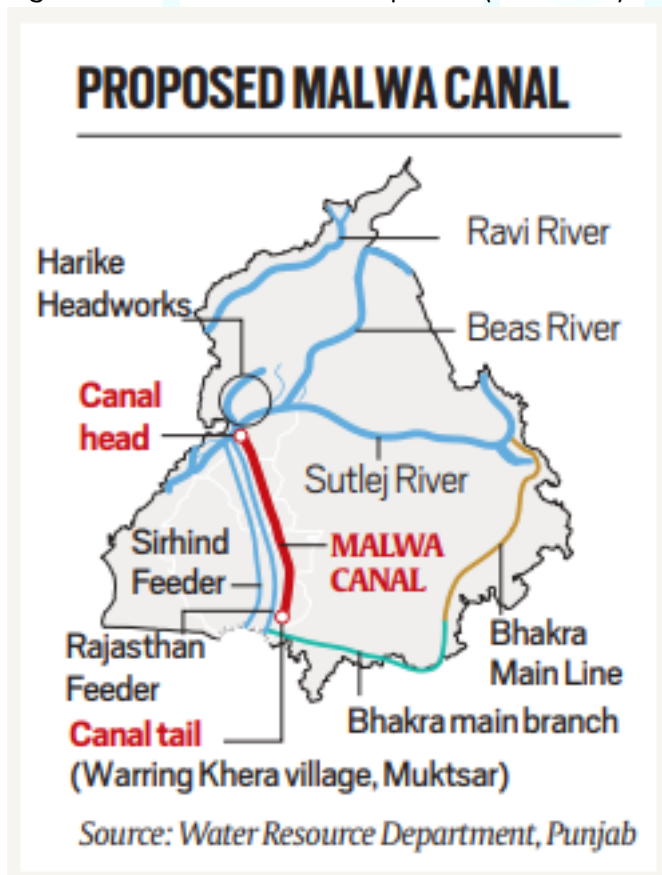 PROPOSED MALWA CANAL
Ravi River
Harike
Headworks
Beas River
Canal
head
Sutlej River
Sirhind
Feeder
MALWA
CANAL
Rajasthan
Feeder
Bhakra
Main Line
Canal tail
Bhakra main branch
(Warring Khera village, Muktsar)
Source: Water Resource Department, Punjab